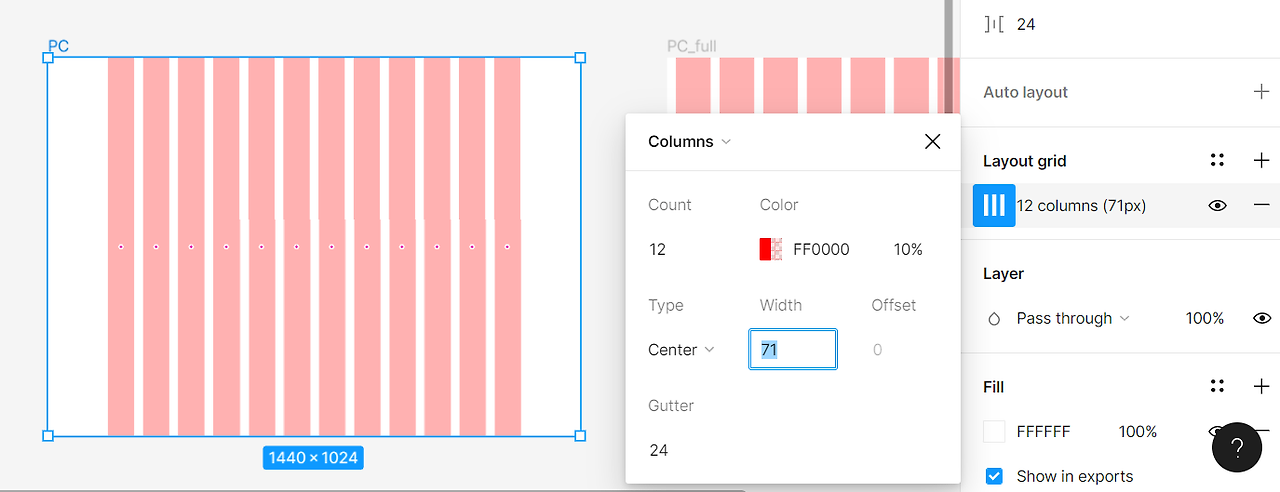 PC
1440 × 1024
PC_full
Columns
Count
Color
12
FF0000
10%
Type
Width
Offset
Center
71
0
Gutter
24
24
Auto layout
Layout grid
12 columns (71px)
Layer
Pass through
100%
Fill
FFFFFF
100%
Show in exports
?